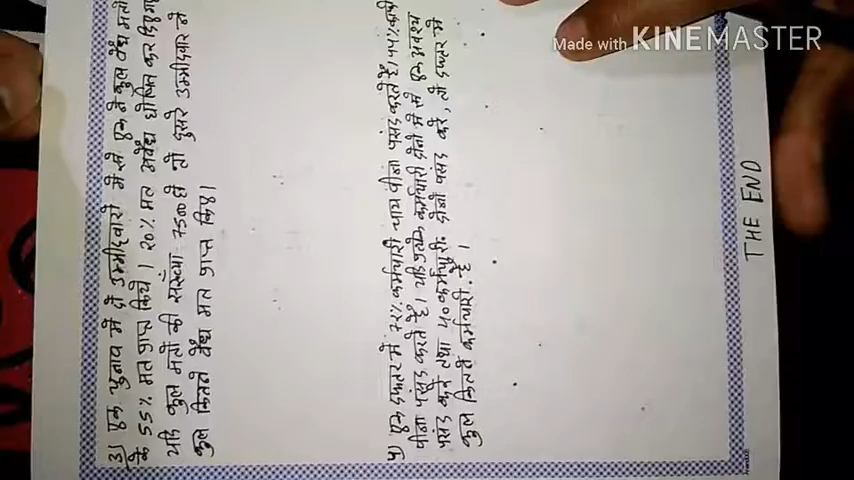 3) एक चुनाव में दो उम्मीदवारों में से एक ने कुल वैध मतों
के 55% मत प्राप्त किये। 20% मत अवैध घोषित कर दिए गए
यदि कुल मतों की संख्या 7500 है तो दूसरे उम्मीदवार ने
कुल कितने वैध मत प्राप्त किए।
4) एक दफ्तर में 72% कर्मचारी चाय पीना पसंद करते हैं। 44% कॉफी
पीना पसंद करते हैं। यदि प्रत्येक कर्मचारी दोनों में से एक अवश्य
पसंद करे तथा 40 कर्मचारी दोनों पसंद करे, तो दफ्तर में
कुल कितने कर्मचारी है।
THE END
Made with KINEMASTER